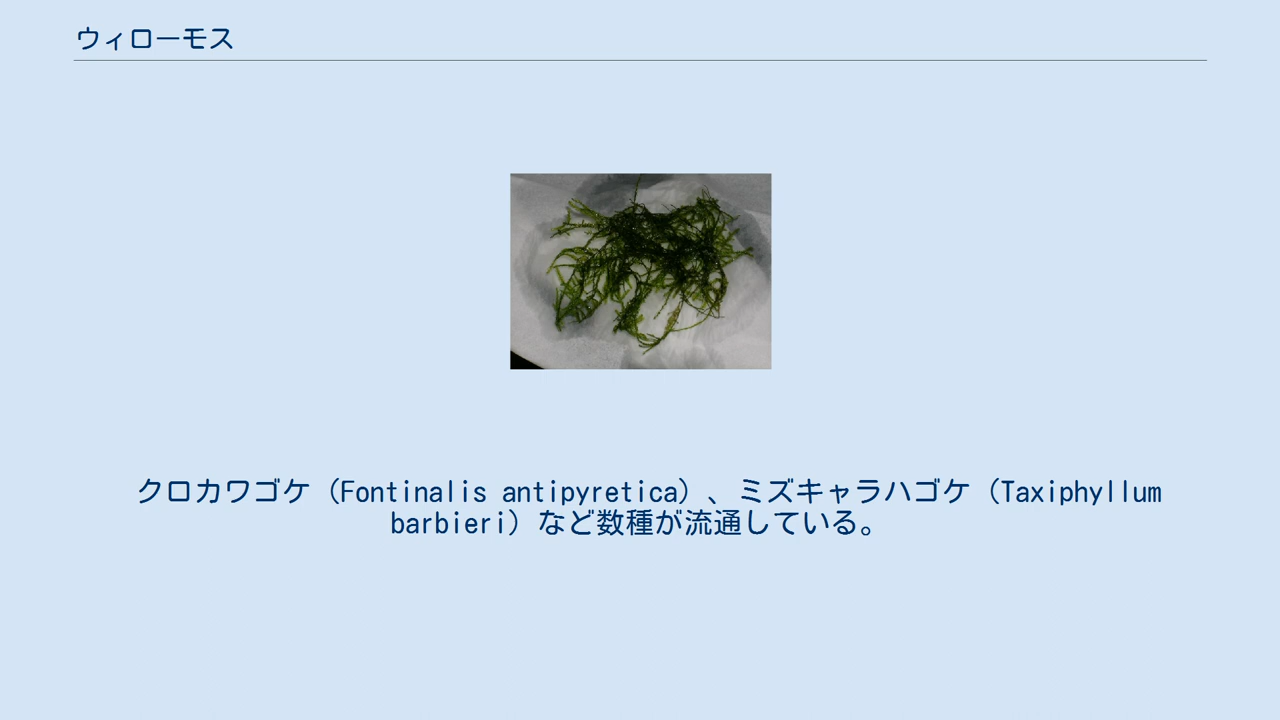 ウィローモス
クロカワゴケ（Fontinalis antipyretica）、ミズキャラハゴケ（Taxiphyllum
barbieri）など数種が流通している。